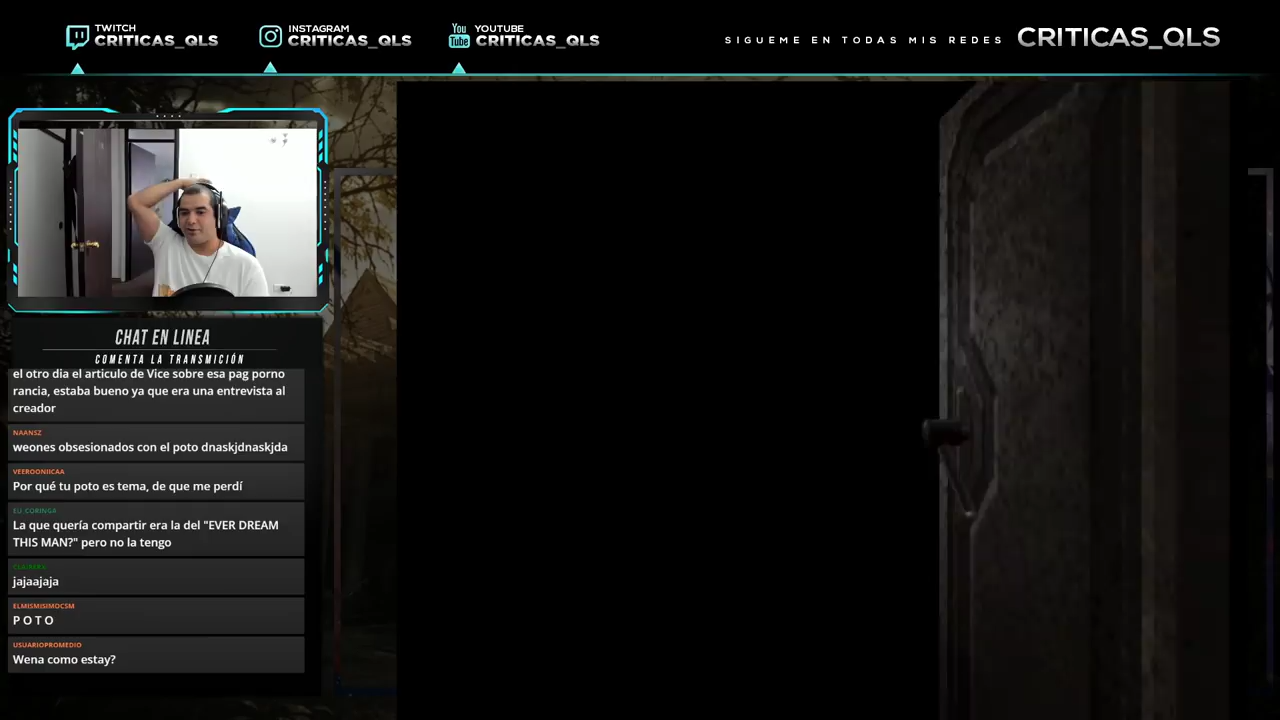 TWITCH
CRITICAS_QLS
INSTAGRAM
CRITICAS_QLS
You
Tube
YOUTUBE
CRITICAS_QLS
SIGUEME EN TODAS MIS REDES
CRITICAS_QLS
CHAT EN LINEA
COMENTA LA TRANSMICIÓN
el otro dia el articulo de Vice sobre esa pag porno
rancia, estaba bueno ya que era una entrevista al
creador
NAANSZ
weones obsesionados con el poto dnaskjdnaskjda
VEERDONIICAA
Por qué tu poto es tema, de que me perdí
EU_CORINGA
La que quería compartir era la del "EVER DREAM
THIS MAN?" pero no la tengo
jajaajaja
ELMISMISIMOCSM
P O T O
USUARIOPROMEDIO
Wena como estay?